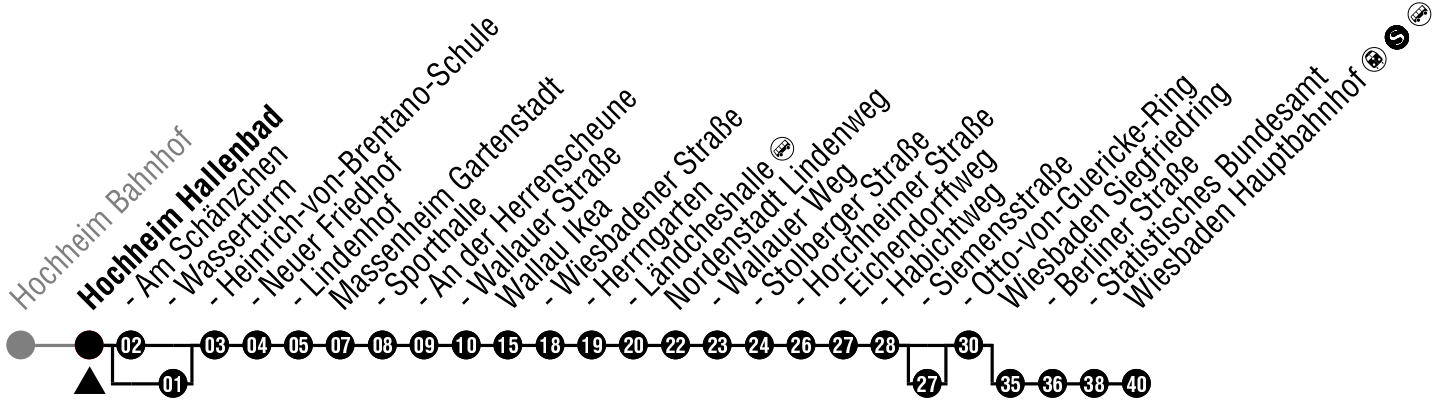 Hochheim Bahnhof
Hochheim Hallenbad
- Am Schänzchen
- Wasserturm
- Heinrich-von-Brentano-Schule
- Neuer Friedhof
- Lindenhof
Massenheim Gartenstadt
- Sporthalle
- An der Herrenscheune
- Wallauer Straße
Wallau Ikea
- Wiesbadener Straße
- Herrngarten
- Ländcheshalle
Nordenstadt Lindenweg
- Wallauer Weg
- Stolberger Straße
- Horchheimer Straße
- Eichendorffweg
- Habichtweg
- Siemensstraße
- Otto-von-Guericke-Ring
Wiesbaden Siegfriedring
- Berliner Straße
- Statistisches Bundesamt
Wiesbaden Hauptbahnhof S
02 03 04 05 07 08 09 10 15 18 19 20 22 23 24 26 27 28 30
01 27 35 36 38 40